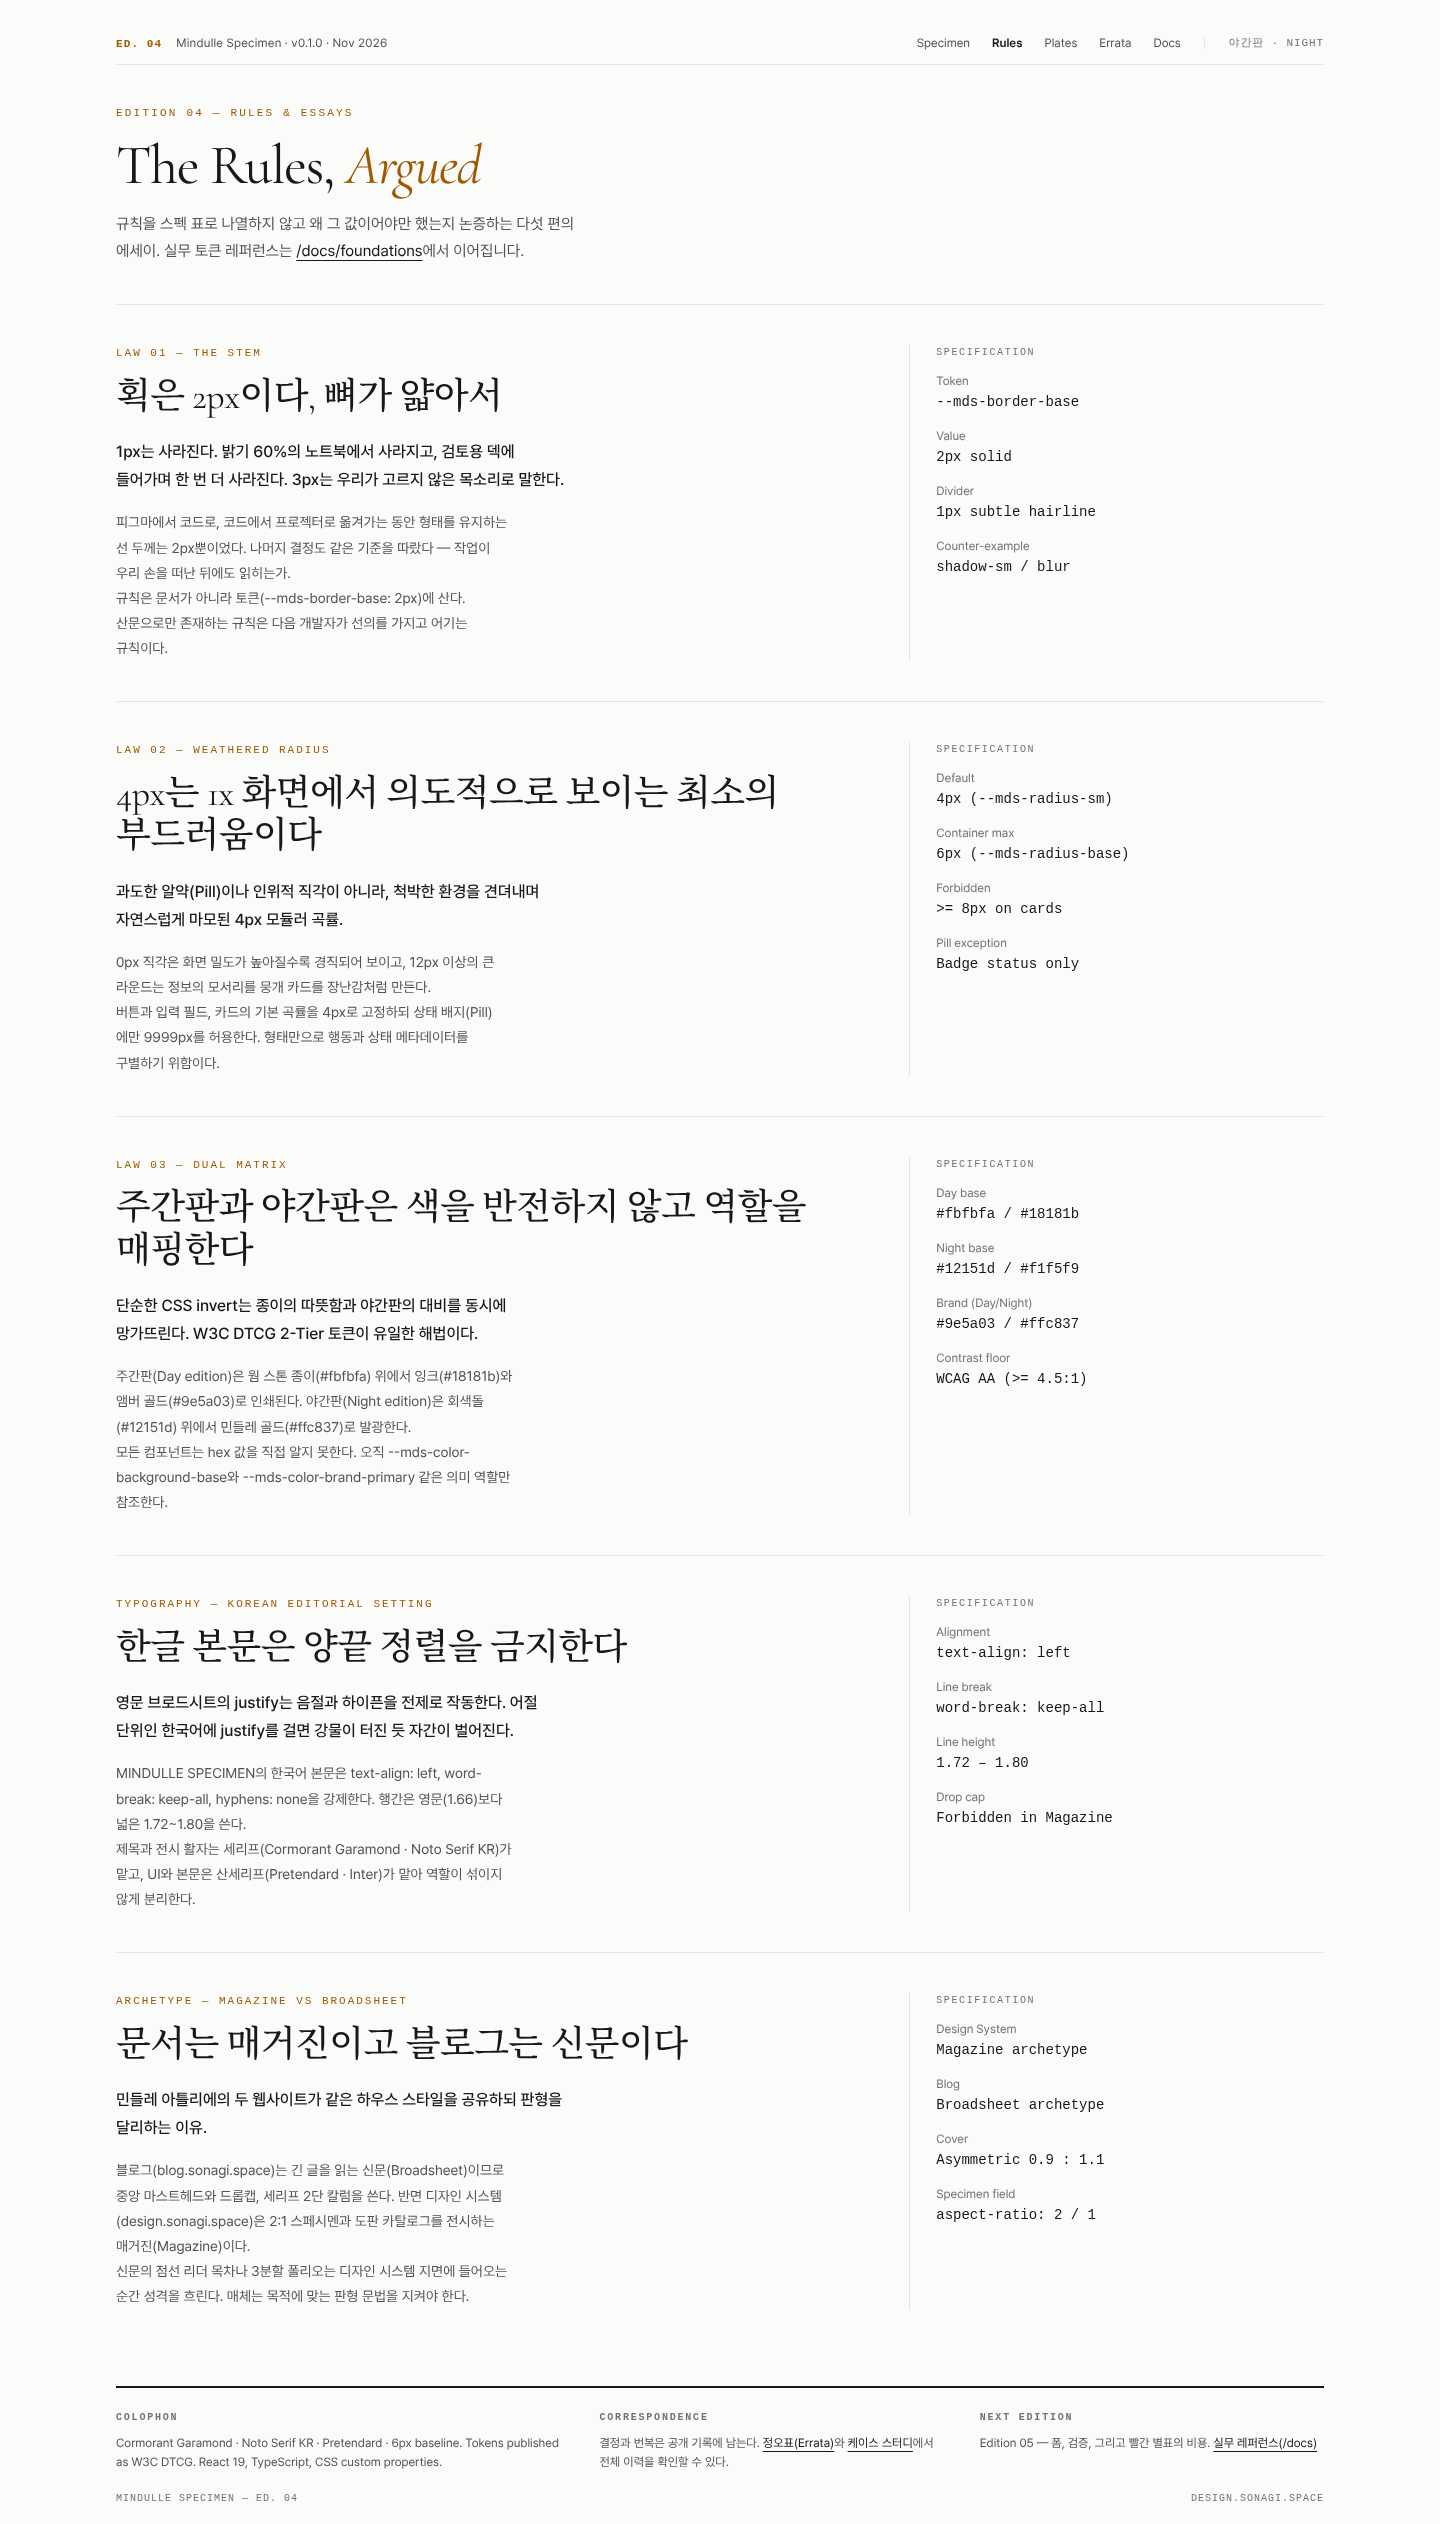 ED. 04 Mindulle Specimen · v0.1.0 · Nov 2026
Specimen Rules Plates Errata Docs 야간판 · NIGHT
EDITION 04 — RULES & ESSAYS
The Rules, Argued
규칙을 스펙 표로 나열하지 않고 왜 그 값이어야만 했는지 논증하는 다섯 편의
에세이. 실무 토큰 레퍼런스는 /docs/foundations에서 이어집니다.
LAW 01 — THE STEM
획은 2px이다, 뼈가 얇아서
1px는 사라진다. 밝기 60%의 노트북에서 사라지고, 검토용 덱에
들어가며 한 번 더 사라진다. 3px는 우리가 고르지 않은 목소리로 말한다.
피그마에서 코드로, 코드에서 프로젝터로 옮겨가는 동안 형태를 유지하는
선 두께는 2px뿐이었다. 나머지 결정도 같은 기준을 따랐다 — 작업이
우리 손을 떠난 뒤에도 읽히는가.
규칙은 문서가 아니라 토큰(--mds-border-base: 2px)에 산다.
산문으로만 존재하는 규칙은 다음 개발자가 선의를 가지고 어기는
규칙이다.
SPECIFICATION
Token
--mds-border-base
Value
2px solid
Divider
1px subtle hairline
Counter-example
shadow-sm / blur
LAW 02 — WEATHERED RADIUS
4px는 1x 화면에서 의도적으로 보이는 최소의
부드러움이다
과도한 알약(Pill)이나 인위적 직각이 아니라, 척박한 환경을 견뎌내며
자연스럽게 마모된 4px 모듈러 곡률.
0px 직각은 화면 밀도가 높아질수록 경직되어 보이고, 12px 이상의 큰
라운드는 정보의 모서리를 뭉개 카드를 장난감처럼 만든다.
버튼과 입력 필드, 카드의 기본 곡률을 4px로 고정하되 상태 배지(Pill)
에만 9999px를 허용한다. 형태만으로 행동과 상태 메타데이터를
구별하기 위함이다.
SPECIFICATION
Default
4px (--mds-radius-sm)
Container max
6px (--mds-radius-base)
Forbidden
>= 8px on cards
Pill exception
Badge status only
LAW 03 — DUAL MATRIX
주간판과 야간판은 색을 반전하지 않고 역할을
매핑한다
단순한 CSS invert는 종이의 따뜻함과 야간판의 대비를 동시에
망가뜨린다. W3C DTCG 2-Tier 토큰이 유일한 해법이다.
주간판(Day edition)은 웜 스톤 종이(#fbfbfa) 위에서 잉크(#18181b)와
앰버 골드(#9e5a03)로 인쇄된다. 야간판(Night edition)은 회색돌
(#12151d) 위에서 민들레 골드(#ffc837)로 발광한다.
모든 컴포넌트는 hex 값을 직접 알지 못한다. 오직 --mds-color-
background-base와 --mds-color-brand-primary 같은 의미 역할만
참조한다.
SPECIFICATION
Day base
#fbfbfa / #18181b
Night base
#12151d / #f1f5f9
Brand (Day/Night)
#9e5a03 / #ffc837
Contrast floor
WCAG AA (>= 4.5:1)
TYPOGRAPHY — KOREAN EDITORIAL SETTING
한글 본문은 양끝 정렬을 금지한다
영문 브로드시트의 justify는 음절과 하이픈을 전제로 작동한다. 어절
단위인 한국어에 justify를 걸면 강물이 터진 듯 자간이 벌어진다.
MINDULLE SPECIMEN의 한국어 본문은 text-align: left, word-
break: keep-all, hyphens: none을 강제한다. 행간은 영문(1.66)보다
넓은 1.72~1.80을 쓴다.
제목과 전시 활자는 세리프(Cormorant Garamond · Noto Serif KR)가
맡고, UI와 본문은 산세리프(Pretendard · Inter)가 맡아 역할이 섞이지
않게 분리한다.
SPECIFICATION
Alignment
text-align: left
Line break
word-break: keep-all
Line height
1.72 – 1.80
Drop cap
Forbidden in Magazine
ARCHETYPE — MAGAZINE VS BROADSHEET
문서는 매거진이고 블로그는 신문이다
민들레 아틀리에의 두 웹사이트가 같은 하우스 스타일을 공유하되 판형을
달리하는 이유.
블로그(blog.sonagi.space)는 긴 글을 읽는 신문(Broadsheet)이므로
중앙 마스트헤드와 드롭캡, 세리프 2단 칼럼을 쓴다. 반면 디자인 시스템
(design.sonagi.space)은 2:1 스페시멘과 도판 카탈로그를 전시하는
매거진(Magazine)이다.
신문의 점선 리더 목차나 3분할 폴리오는 디자인 시스템 지면에 들어오는
순간 성격을 흐린다. 매체는 목적에 맞는 판형 문법을 지켜야 한다.
SPECIFICATION
Design System
Magazine archetype
Blog
Broadsheet archetype
Cover
Asymmetric 0.9 : 1.1
Specimen field
aspect-ratio: 2 / 1
COLOPHON
Cormorant Garamond · Noto Serif KR · Pretendard · 6px baseline. Tokens published
as W3C DTCG. React 19, TypeScript, CSS custom properties.
CORRESPONDENCE
결정과 번복은 공개 기록에 남는다. 정오표(Errata)와 케이스 스터디에서
전체 이력을 확인할 수 있다.
NEXT EDITION
Edition 05 — 폼, 검증, 그리고 빨간 별표의 비용. 실무 레퍼런스(/docs)
MINDULLE SPECIMEN — ED. 04
DESIGN.SONAGI.SPACE